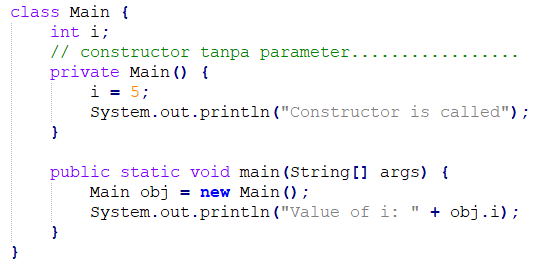 class Main {
    int i;
    // constructor tanpa parameter.................
    private Main() {
        i = 5;
        System.out.println("Constructor is called");
    }

    public static void main(String[] args) {
        Main obj = new Main();
        System.out.println("Value of i: " + obj.i);
    }
}